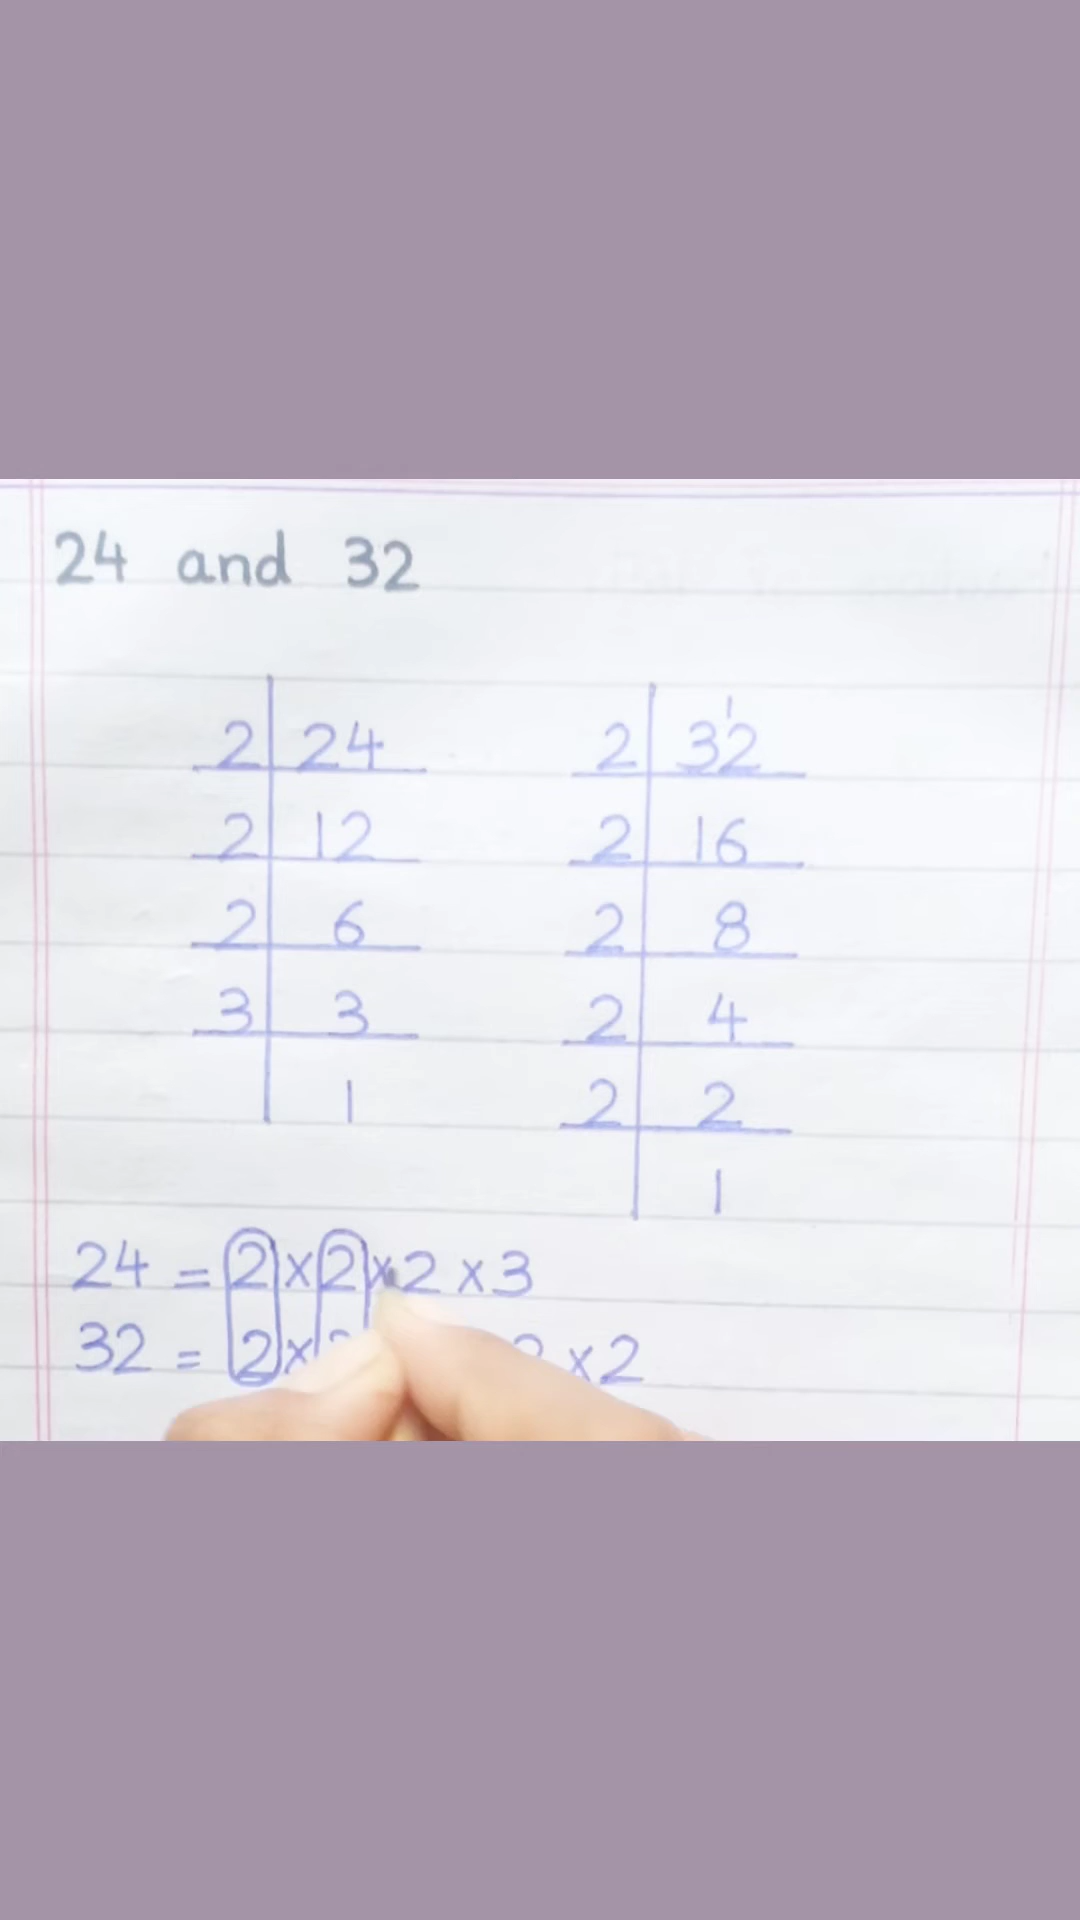 24 and 32
2 24 2 32
2 12 2 16
2 6 2 8
3 3 2 4
1 2 2
1
24 = 2 × 2 × 2 × 3
32 = 2 × × 2